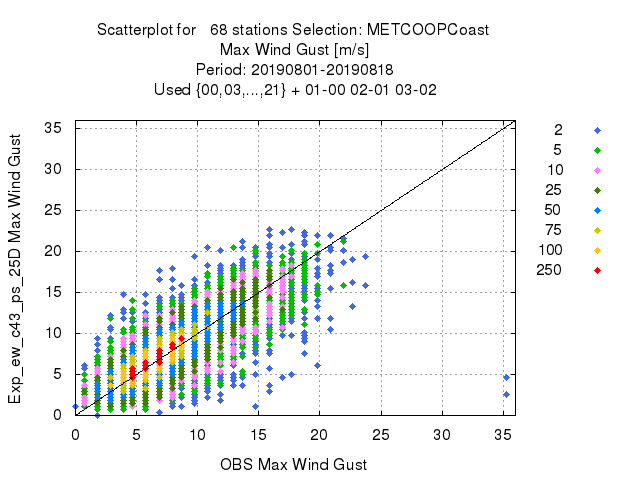 Scatterplot for   68 stations Selection: METCOOPCoast
Max Wind Gust [m/s]
Period: 20190801-20190818
Used {00,03,...,21} + 01-00 02-01 03-02
Exp_ew_c43_ps_25D Max Wind Gust
35
30
25
20
15
10
5
0
0 5 10 15 20 25 30 35
OBS Max Wind Gust
2
5
10
25
50
75
100
250